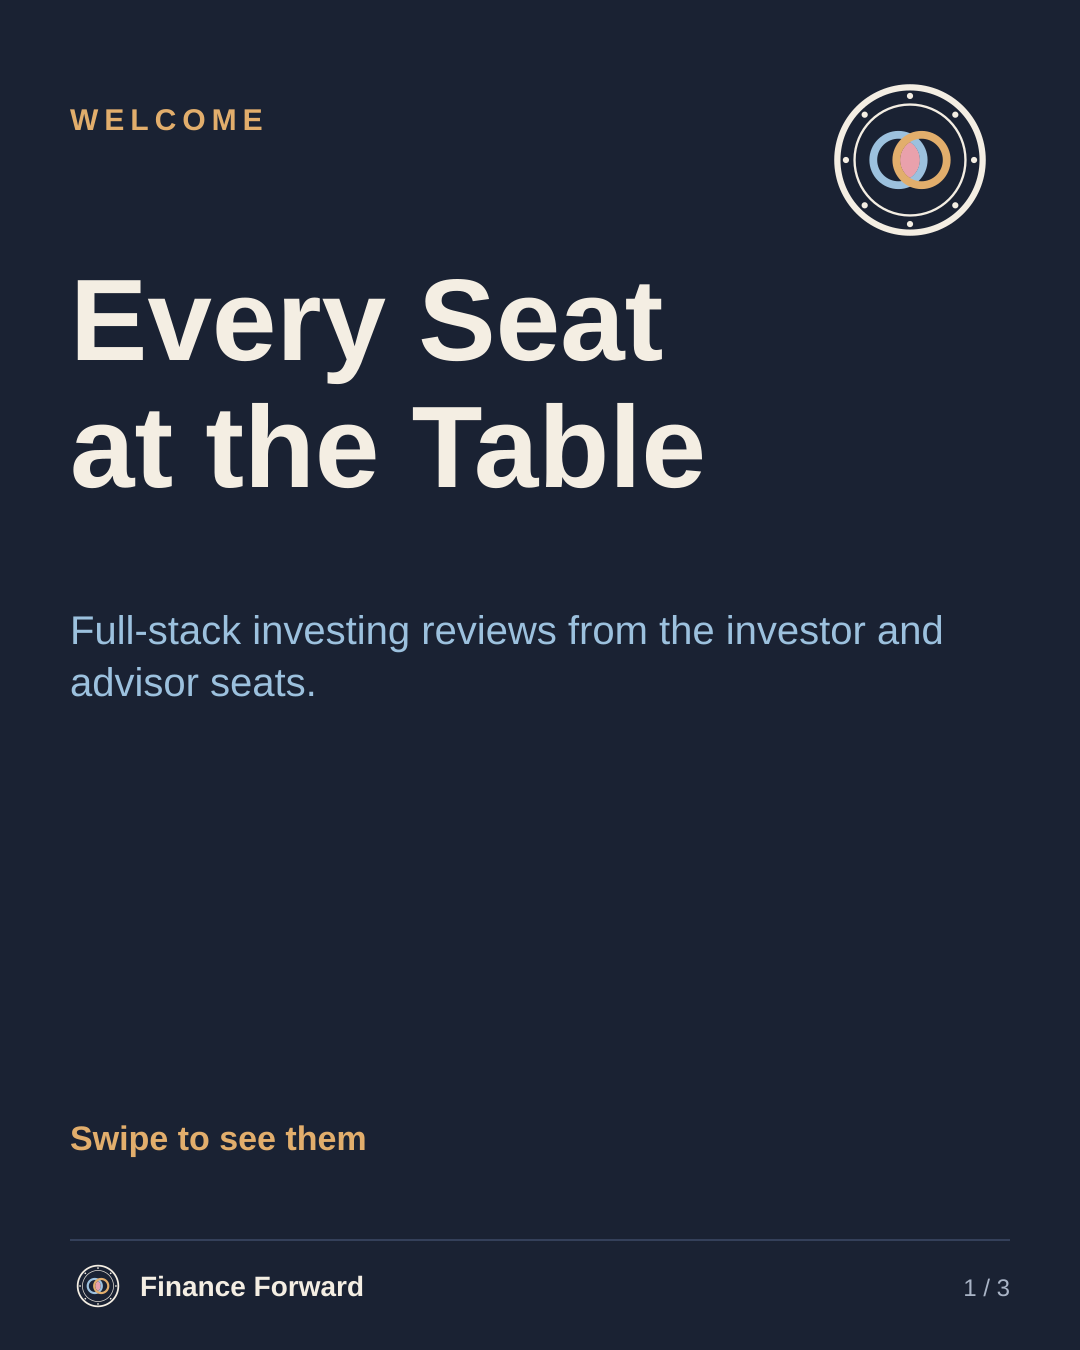 WELCOME
Every Seat
at the Table
Full-stack investing reviews from the investor and
advisor seats.
Swipe to see them
Finance Forward
1 / 3